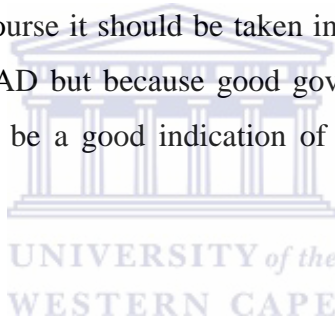 ourse it should be taken in
AD but because good gov
be a good indication of
UNIVERSITY of the
WESTERN CAPE